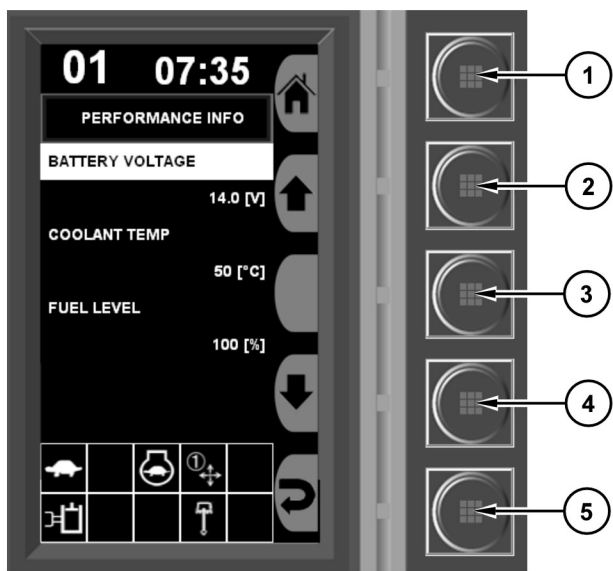 01 07:35
PERFORMANCE INFO
BATTERY VOLTAGE
14.0 [V]
COOLANT TEMP
50 [°C]
FUEL LEVEL
100 [%]
①
1
2
3
4
5